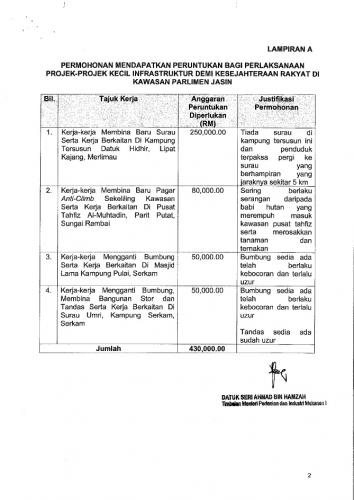 LAMPIRAN A
PERMOHONAN MENDAPATKAN PERUNTUKAN BAGI PERLAKSANAAN
PROJEK-PROJEK KECIL INFRASTRUKTUR DEMI KESEJAHTERAAN RAKYAT DI
KAWASAN PARLIMEN JASIN
Bil. Tajuk Kerja Anggaran Peruntukan Diperlukan (RM) Justifikasi Permohonan
1. Kerja-kerja Membina Baru Surau
Serta Kerja Berkaitan Di Kampung
Tersusun Datuk Hidhir, Lipat
Kajang, Merlimau
250,000.00
Tiada surau di
kampung tersusun ini
dan penduduk
terpaksa pergi ke
surau yang
berhampiran yang
jaraknya sekitar 5 km
2. Kerja-kerja Membina Baru Pagar
Anti-Climb Sekeliling Kawasan
Serta Kerja Berkaitan Di Pusat
Tahfiz Al-Muhtadin, Parit Putat,
Sungai Rambai
80,000.00
Sering berlaku
serangan daripada
babi hutan yang
merempuh masuk
kawasan pusat tahfiz
serta merosakkan
tanaman dan
ternakan
3. Kerja-kerja Mengganti Bumbung
Serta Kerja Berkaitan Di Masjid
Lama Kampung Pulai, Serkam
50,000.00
Bumbung sedia ada
telah berlaku
kebocoran dan terlalu
uzur
4. Kerja-kerja Mengganti Bumbung,
Membina Bangunan Stor dan
Tandas Serta Kerja Berkaitan Di
Surau Umri, Kampung Serkam,
Serkam
50,000.00
Bumbung sedia ada
telah berlaku
kebocoran dan terlalu
uzur
Tandas sedia ada
sudah uzur
Jumlah 430,000.00
DATUK SERI AHMAD BIN HAMZAH
Timbalan Menteri Pertanian dan Industri Makanan I
2